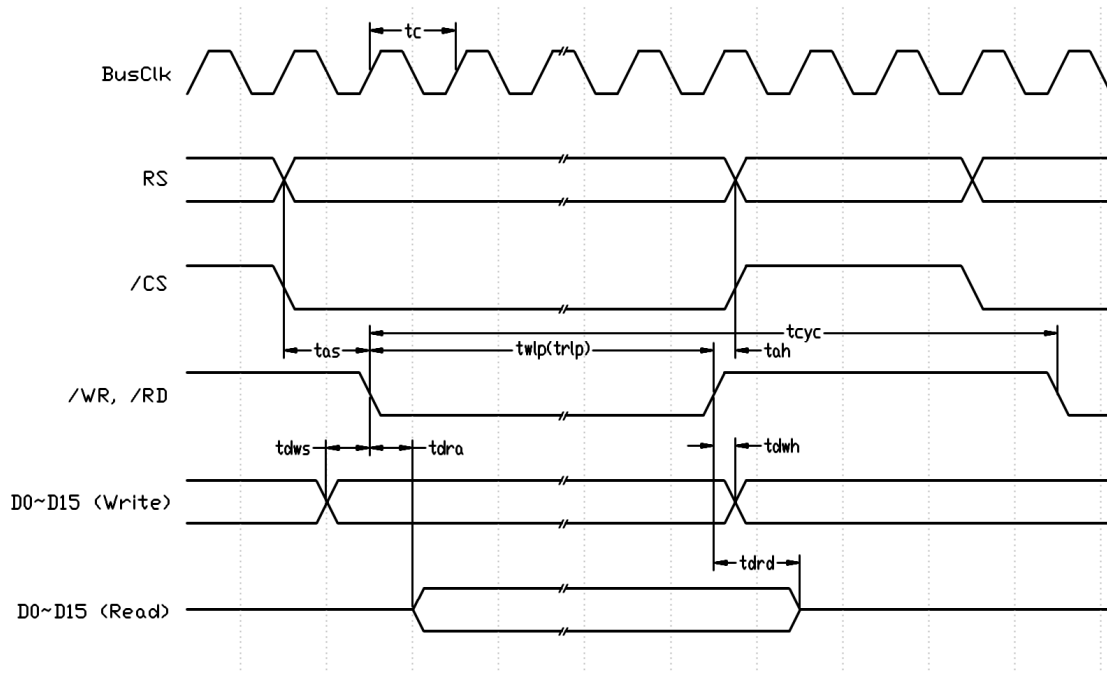 tc
BusClk
RS
/CS
tcyc
tas
twlp(trlp)
tah
/WR, /RD
tdws
tdra
tdwh
D0~D15 (Write)
tdrd
D0~D15 (Read)